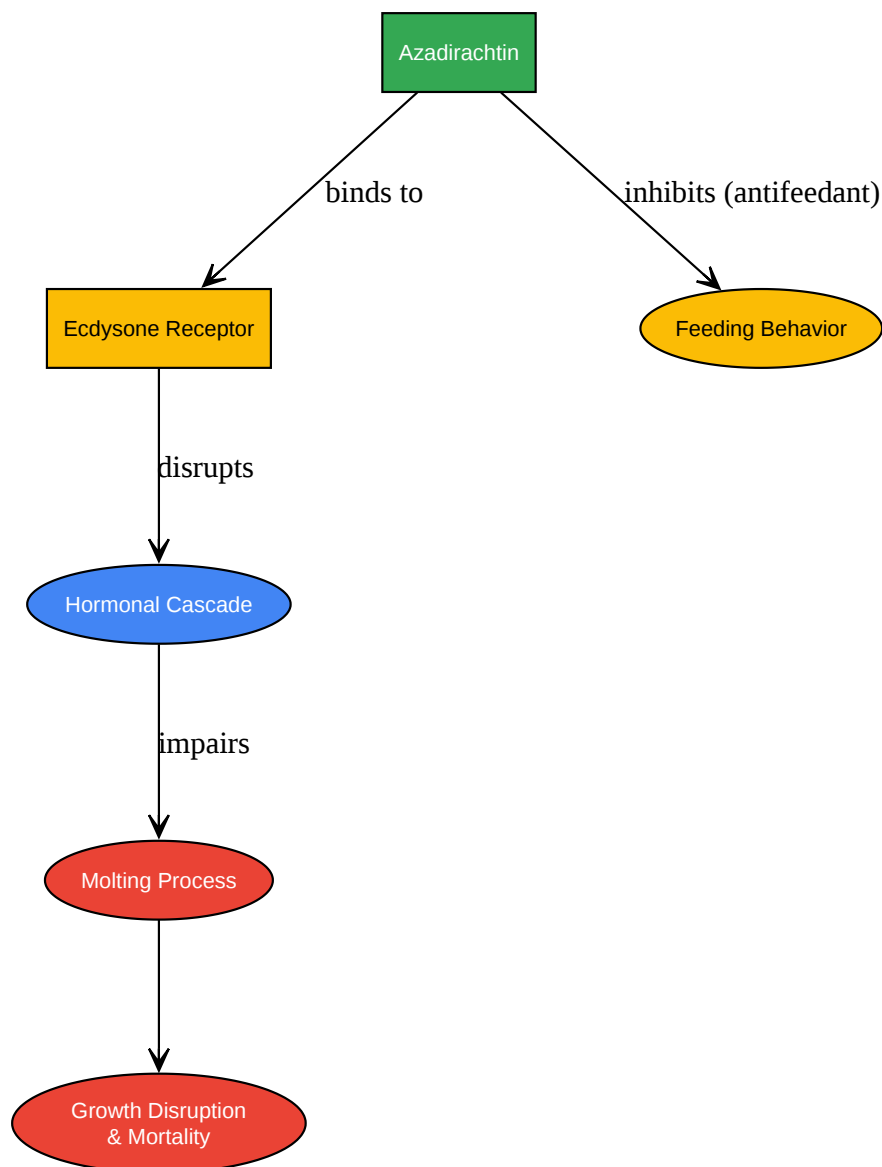 Azadirachtin
binds to
inhibits (antifeedant)
Ecdysone Receptor
Feeding Behavior
disrupts
Hormonal Cascade
impairs
Molting Process
Growth Disruption
& Mortality